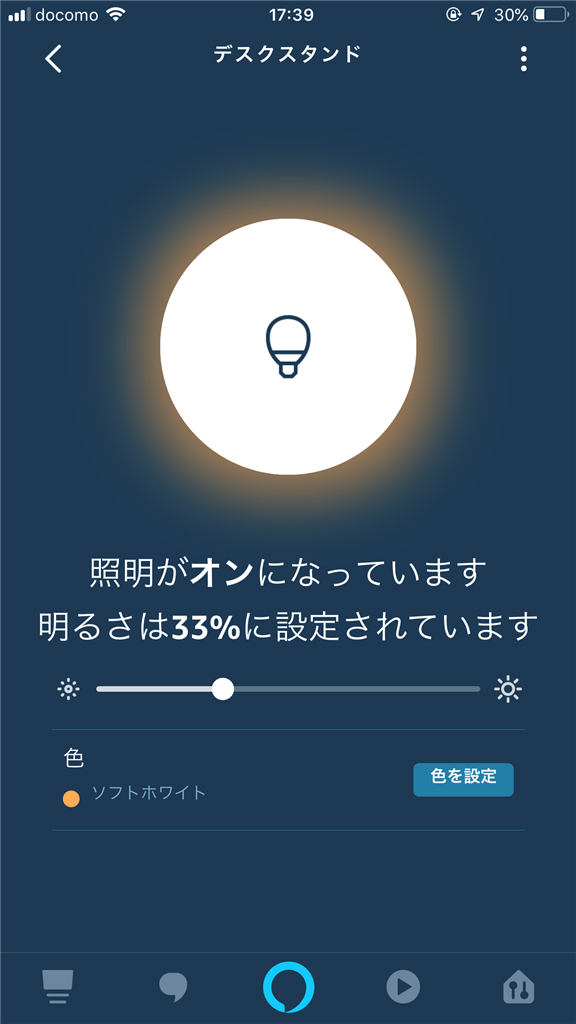 docomo 17:39 30%
デスクスタンド
照明がオンになっています
明るさは33%に設定されています
色
ソフトホワイト
色を設定